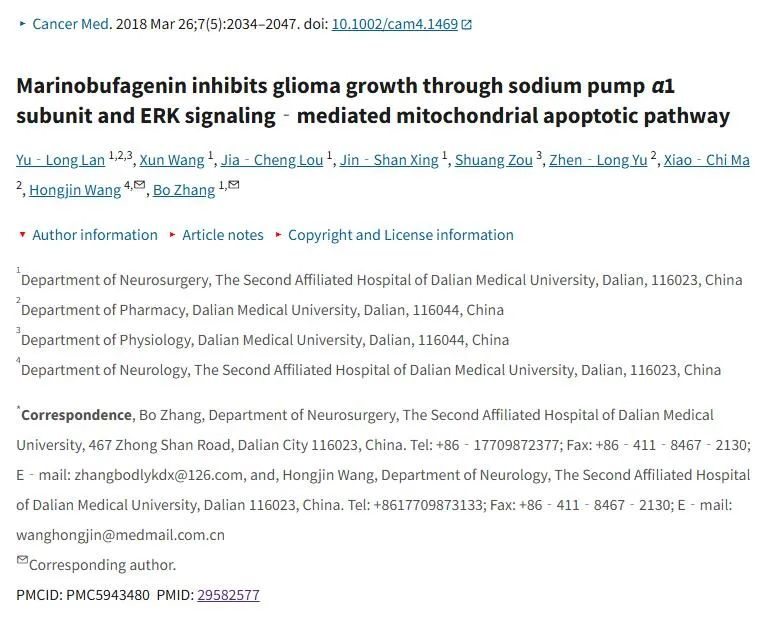 ‣ Cancer Med. 2018 Mar 26;7(5):2034–2047. doi: 10.1002/cam4.1469
Marinobufagenin inhibits glioma growth through sodium pump α1
subunit and ERK signaling‐mediated mitochondrial apoptotic pathway
Yu‐Long Lan 1,2,3, Xun Wang 1, Jia‐Cheng Lou 1, Jin‐Shan Xing 1, Shuang Zou 3, Zhen‐Long Yu 2, Xiao‐Chi Ma
2, Hongjin Wang 4,✉, Bo Zhang 1,✉
▾ Author information ▸ Article notes ▸ Copyright and License information
1Department of Neurosurgery, The Second Affiliated Hospital of Dalian Medical University, Dalian, 116023, China
2Department of Pharmacy, Dalian Medical University, Dalian, 116044, China
3Department of Physiology, Dalian Medical University, Dalian, 116044, China
4Department of Neurology, The Second Affiliated Hospital of Dalian Medical University, Dalian, 116023, China
*Correspondence, Bo Zhang, Department of Neurosurgery, The Second Affiliated Hospital of Dalian Medical
University, 467 Zhong Shan Road, Dalian City 116023, China. Tel: +86‐17709872377; Fax: +86‐411‐8467‐2130;
E‐mail: zhangbodlykdx@126.com, and, Hongjin Wang, Department of Neurology, The Second Affiliated Hospital
of Dalian Medical University, Dalian 116023, China. Tel: +8617709873133; Fax: +86‐411‐8467‐2130; E‐mail:
wanghongjin@medmail.com.cn
✉Corresponding author.
PMCID: PMC5943480 PMID: 29582577